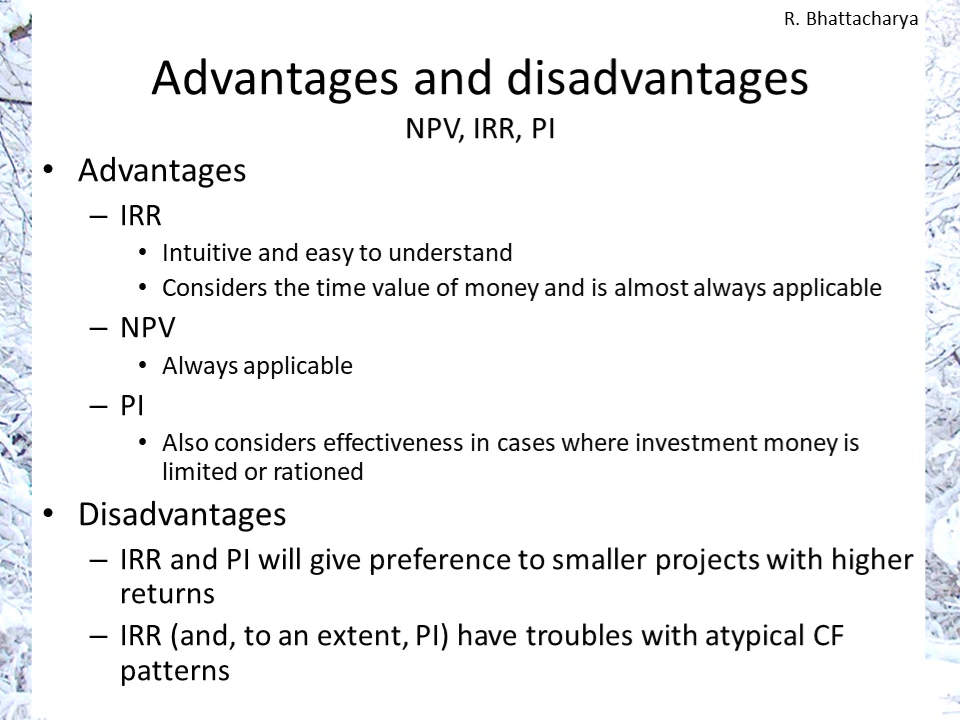 R. Bhattacharya
Advantages and disadvantages
NPV, IRR, PI
• Advantages
– IRR
• Intuitive and easy to understand
• Considers the time value of money and is almost always applicable
– NPV
• Always applicable
– PI
• Also considers effectiveness in cases where investment money is
limited or rationed
• Disadvantages
– IRR and PI will give preference to smaller projects with higher
returns
– IRR (and, to an extent, PI) have troubles with atypical CF
patterns